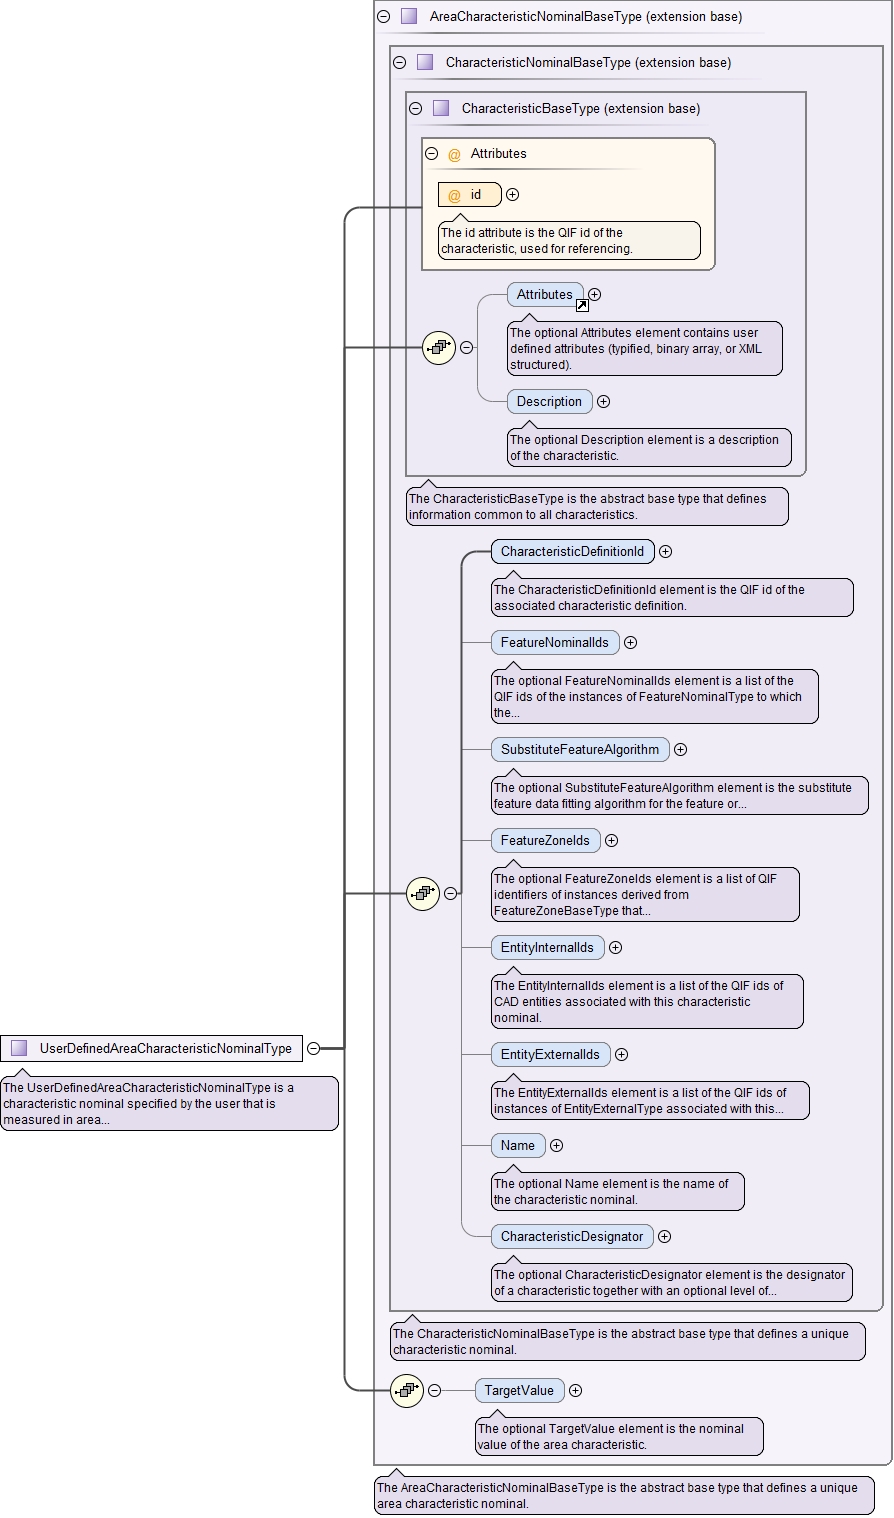 AreaCharacteristicNominalBaseType (extension base)
CharacteristicNominalBaseType (extension base)
CharacteristicBaseType (extension base)
@ Attributes
@ id
The id attribute is the QIF id of the
characteristic, used for referencing.
Attributes
The optional Attributes element contains user
defined attributes (typified, binary array, or XML
structured).
Description
The optional Description element is a description
of the characteristic.
The CharacteristicBaseType is the abstract base type that defines
information common to all characteristics.
CharacteristicDefinitionId
The CharacteristicDefinitionId element is the QIF id of the
associated characteristic definition.
FeatureNominalIds
The optional FeatureNominalIds element is a list of the
QIF ids of the instances of FeatureNominalType to which
the...
SubstituteFeatureAlgorithm
The optional SubstituteFeatureAlgorithm element is the substitute
feature data fitting algorithm for the feature or...
FeatureZoneIds
The optional FeatureZoneIds element is a list of QIF
identifiers of instances derived from
FeatureZoneBaseType that...
EntityInternalIds
The EntityInternalIds element is a list of the QIF ids of
CAD entities associated with this characteristic
nominal.
EntityExternalIds
The EntityExternalIds element is a list of the QIF ids of
instances of EntityExternalType associated with this...
Name
The optional Name element is the name of
the characteristic nominal.
CharacteristicDesignator
The optional CharacteristicDesignator element is the designator
of a characteristic together with an optional level of...
The CharacteristicNominalBaseType is the abstract base type that defines a unique
characteristic nominal.
TargetValue
The optional TargetValue element is the nominal
value of the area characteristic.
The AreaCharacteristicNominalBaseType is the abstract base type that defines a unique
area characteristic nominal.
UserDefinedAreaCharacteristicNominalType
The UserDefinedAreaCharacteristicNominalType is a
characteristic nominal specified by the user that is
measured in area...